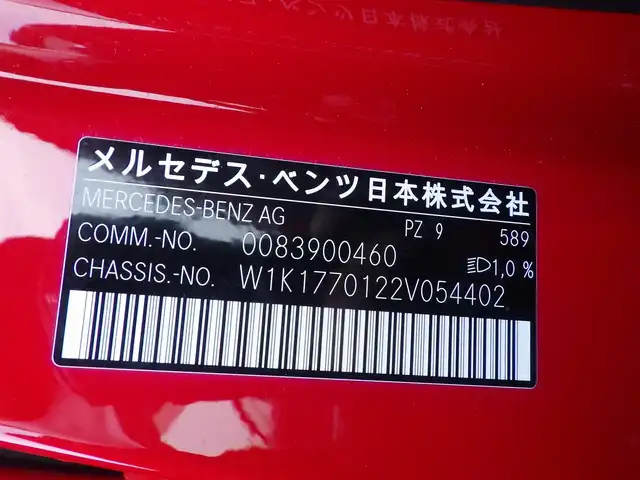 メルセデス・ベンツ日本株式会社
MERCEDES-BENZ AG PZ 9 589
COMM.-NO. 0083900460 1,0 %
CHASSIS.-NO. W1K1770122V054402